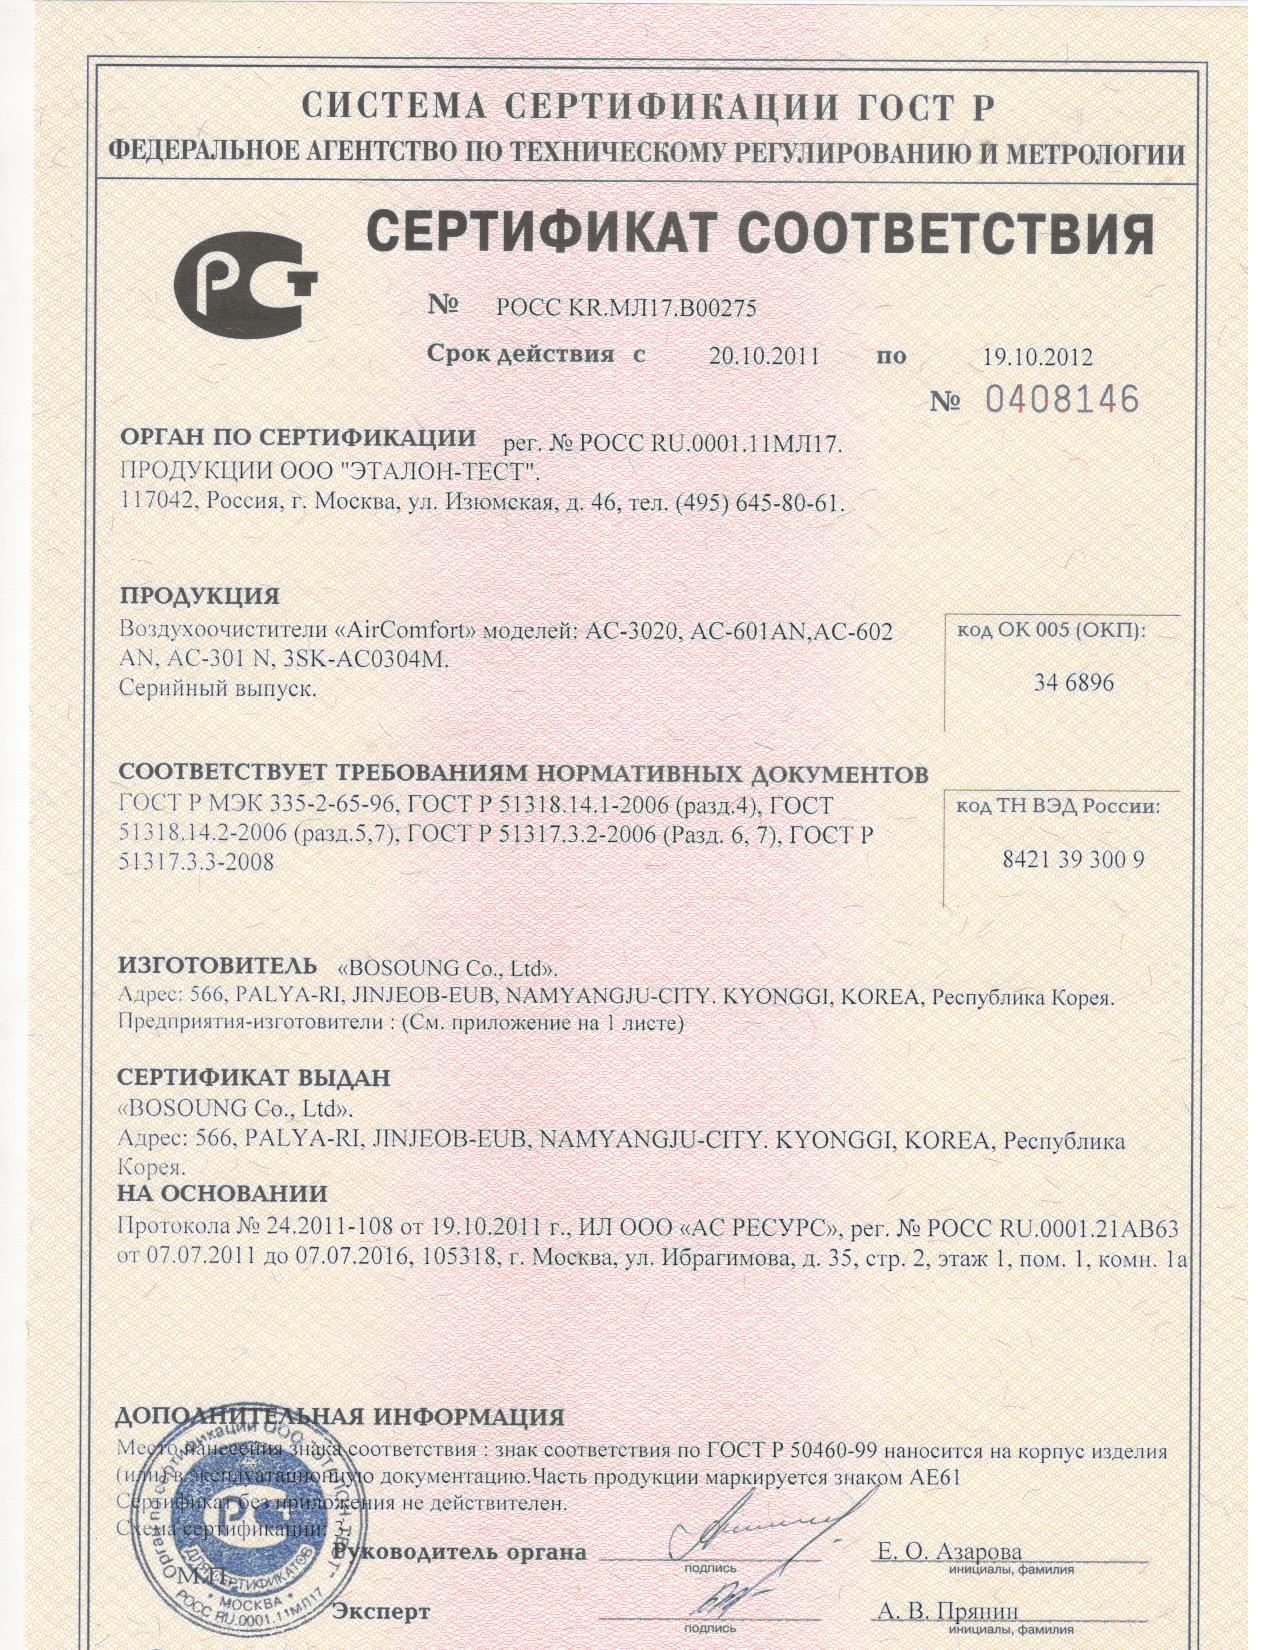 СИСТЕМА СЕРТИФИКАЦИИ ГОСТ Р
ФЕДЕРАЛЬНОЕ АГЕНТСТВО ПО ТЕХНИЧЕСКОМУ РЕГУЛИРОВАНИЮ И МЕТРОЛОГИИ
СЕРТИФИКАТ СООТВЕТСТВИЯ
№ РОСС KR.МЛ17.В00275
Срок действия с 20.10.2011 по 19.10.2012
№ 0408146
ОРГАН ПО СЕРТИФИКАЦИИ рег. № РОСС RU.0001.11МЛ17.
ПРОДУКЦИИ ООО "ЭТАЛОН-ТЕСТ".
117042, Россия, г. Москва, ул. Изюмская, д. 46, тел. (495) 645-80-61.
ПРОДУКЦИЯ
Воздухоочистители «AirComfort» моделей: AC-3020, AC-601AN,AC-602
AN, AC-301 N, 3SK-AC0304M.
Серийный выпуск.
код ОК 005 (ОКП):
34 6896
СООТВЕТСТВУЕТ ТРЕБОВАНИЯМ НОРМАТИВНЫХ ДОКУМЕНТОВ
ГОСТ Р МЭК 335-2-65-96, ГОСТ Р 51318.14.1-2006 (разд.4), ГОСТ
51318.14.2-2006 (разд.5,7), ГОСТ Р 51317.3.2-2006 (Разд. 6, 7), ГОСТ Р
51317.3.3-2008
код ТН ВЭД России:
8421 39 300 9
ИЗГОТОВИТЕЛЬ «BOSOUNG Co., Ltd».
Адрес: 566, PALYA-RI, JINJEOB-EUB, NAMYANGJU-CITY. KYONGGI, KOREA, Республика Корея.
Предприятия-изготовители : (См. приложение на 1 листе)
СЕРТИФИКАТ ВЫДАН
«BOSOUNG Co., Ltd».
Адрес: 566, PALYA-RI, JINJEOB-EUB, NAMYANGJU-CITY. KYONGGI, KOREA, Республика
Корея.
НА ОСНОВАНИИ
Протокола № 24.2011-108 от 19.10.2011 г., ИЛ ООО «АС РЕСУРС», рег. № РОСС RU.0001.21АВ63
от 07.07.2011 до 07.07.2016, 105318, г. Москва, ул. Ибрагимова, д. 35, стр. 2, этаж 1, пом. 1, комн. 1а
ДОПОЛНИТЕЛЬНАЯ ИНФОРМАЦИЯ
Место нанесения знака соответствия : знак соответствия по ГОСТ Р 50460-99 наносится на корпус изделия
(или) в эксплуатационную документацию.Часть продукции маркируется знаком АЕ61
Сертификат без приложения не действителен.
Схема сертификации: 3.
Руководитель органа
подпись
Е. О. Азарова
инициалы, фамилия
М.П.
Эксперт
подпись
А. В. Прянин
инициалы, фамилия
ДЛЯ СЕРТИФИКАТОВ
* МОСКВА *
РОСС RU.0001.11МЛ17